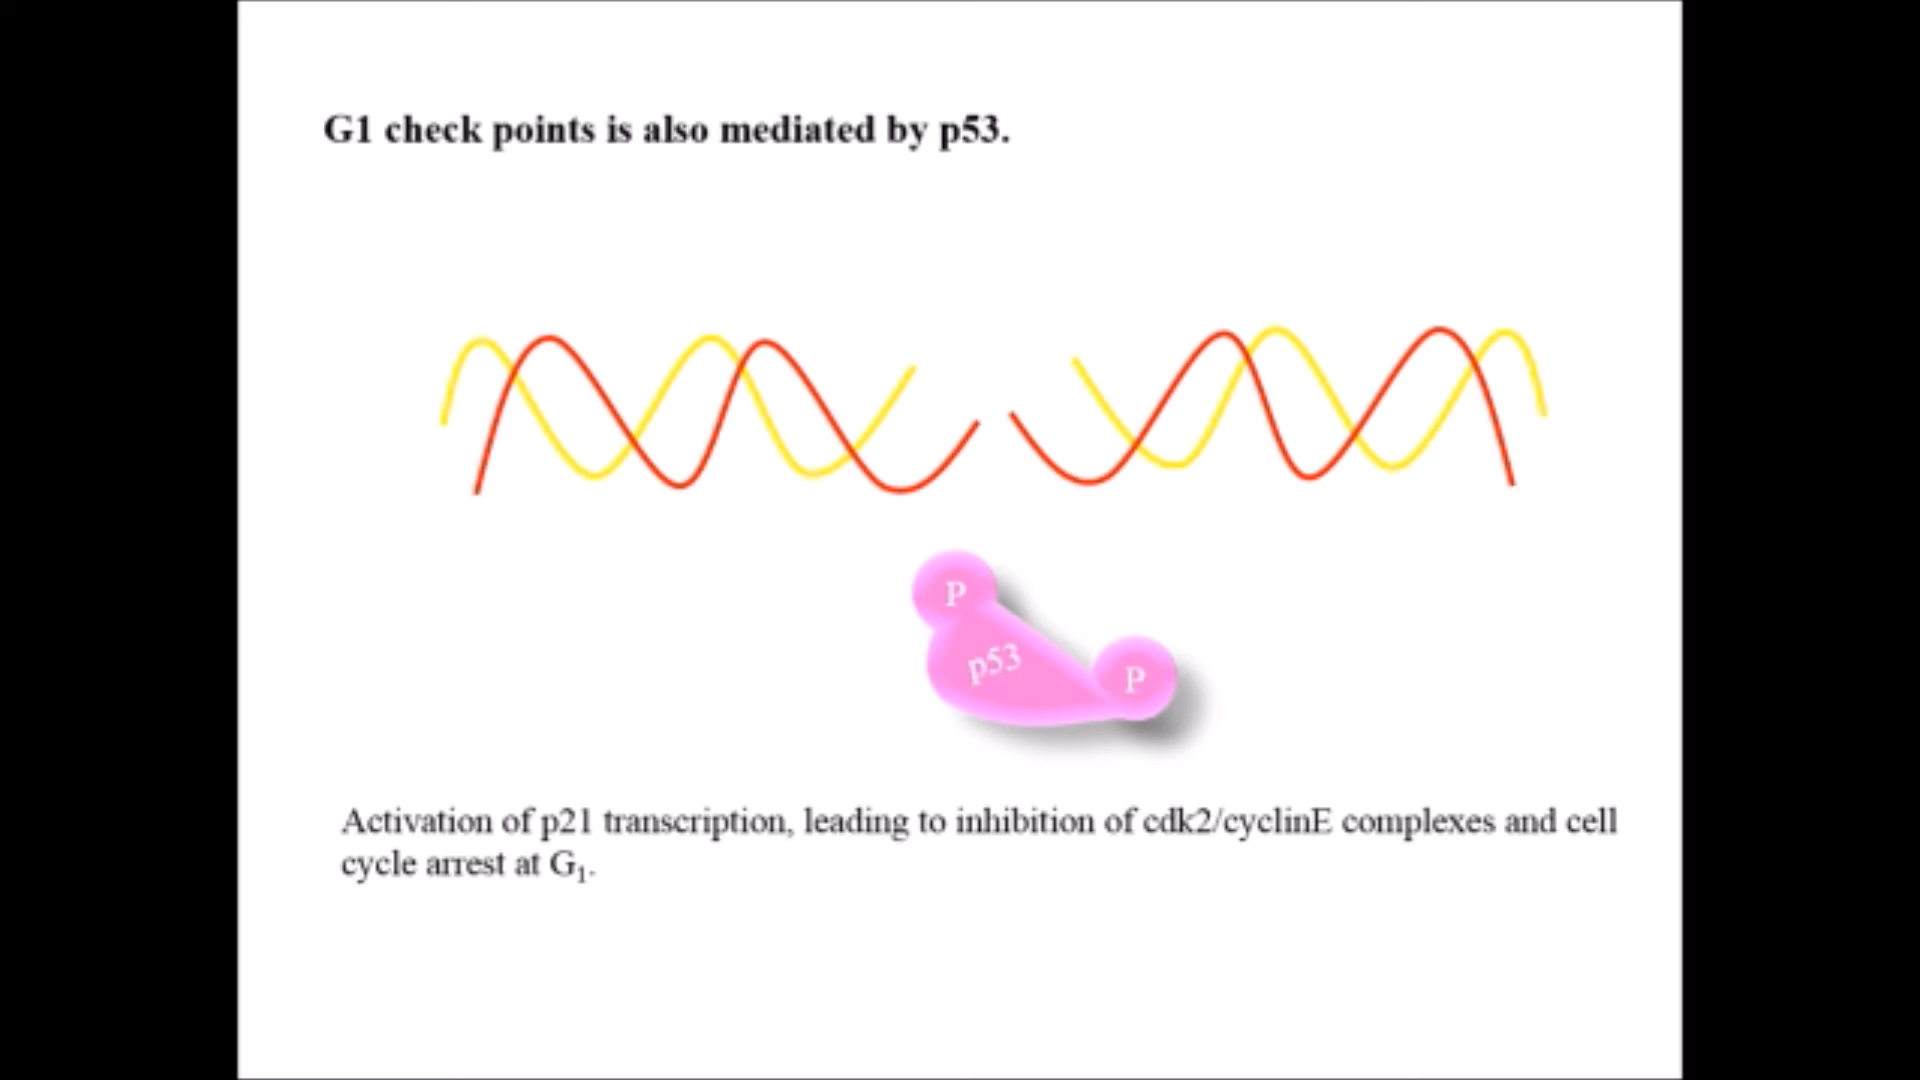 G1 check points is also mediated by p53.
P
p53
P
Activation of p21 transcription, leading to inhibition of cdk2/cyclinE complexes and cell
cycle arrest at G₁.